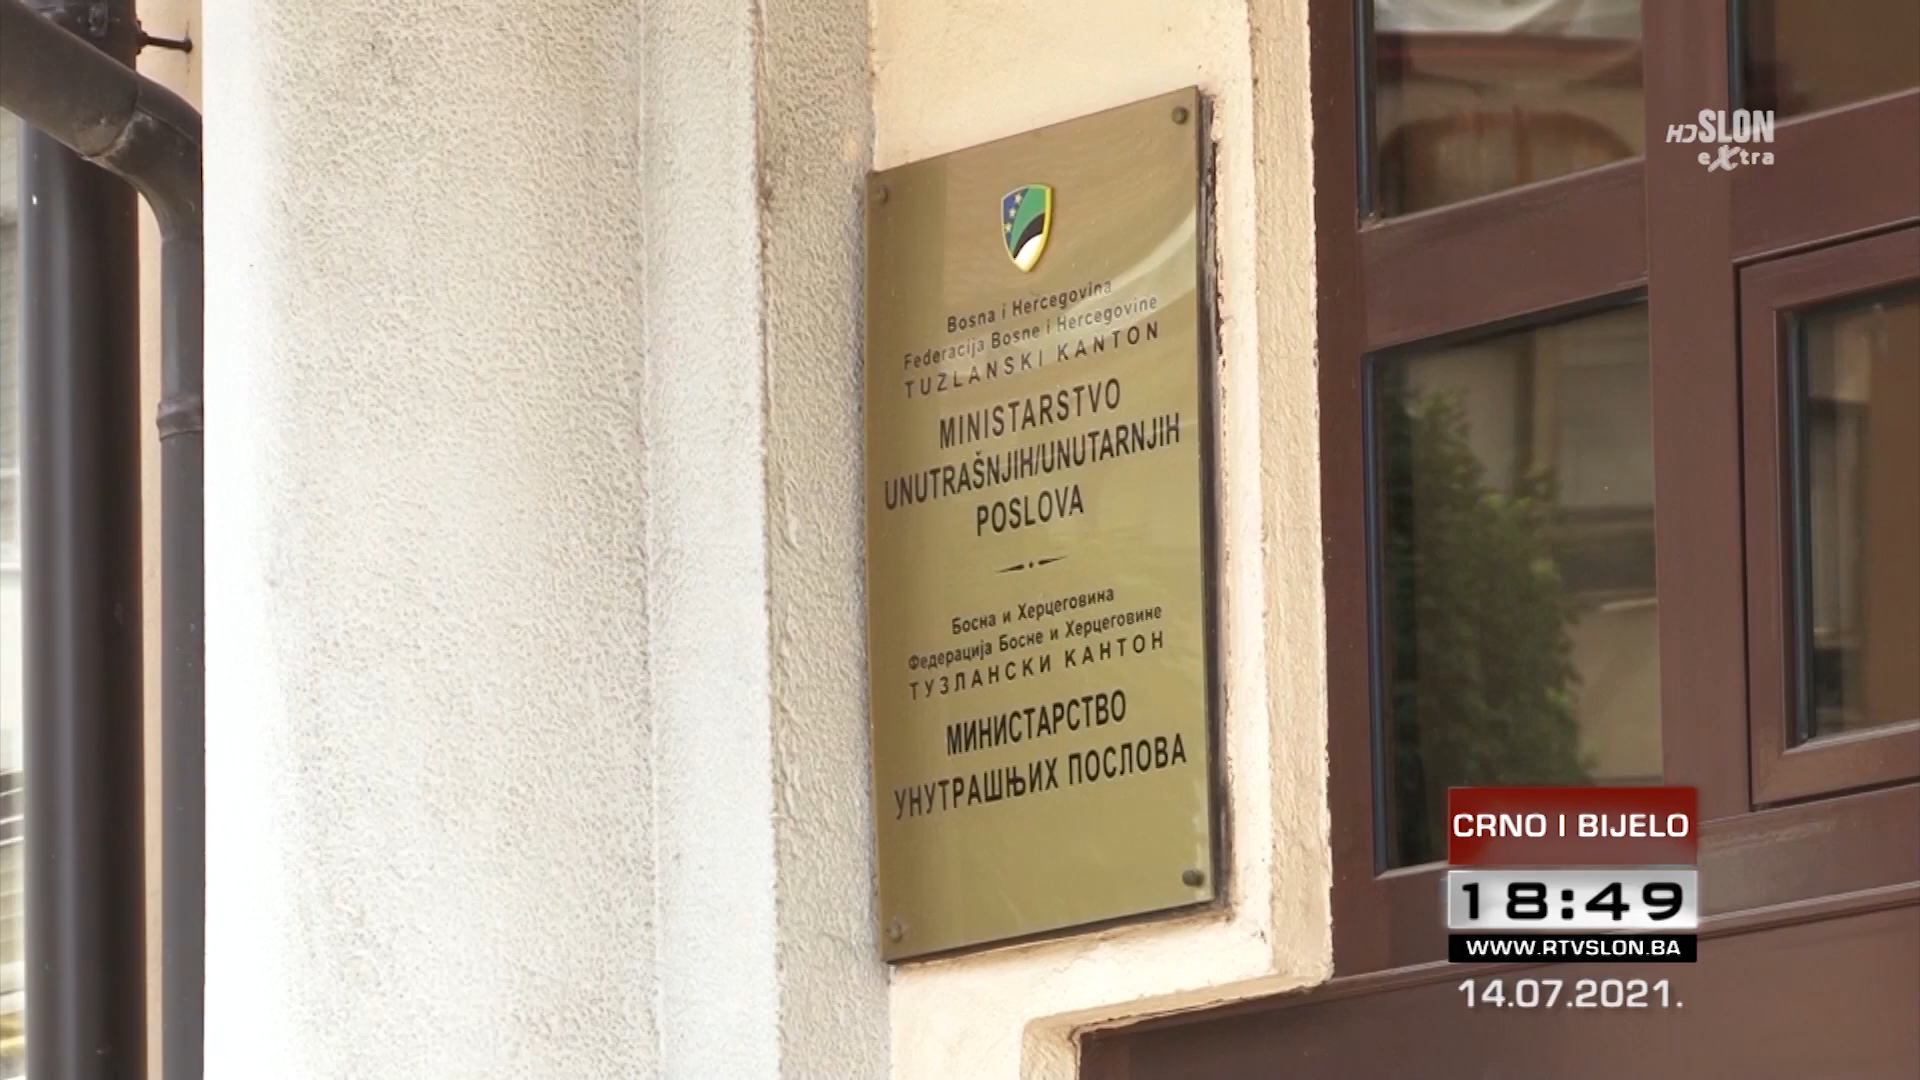 HD SLON
eXtra
Bosna i Hercegovina
Federacija Bosne i Hercegovine
TUZLANSKI KANTON
MINISTARSTVO
UNUTRAŠNJIH/UNUTARNJIH
POSLOVA
Босна и Херцеговина
Федерација Босне и Херцеговине
ТУЗЛАНСКИ КАНТОН
МИНИСТАРСТВО
УНУТРАШЊИХ ПОСЛОВА
CRNO I BIJELO
18:49
WWW.RTVSLON.BA
14.07.2021.